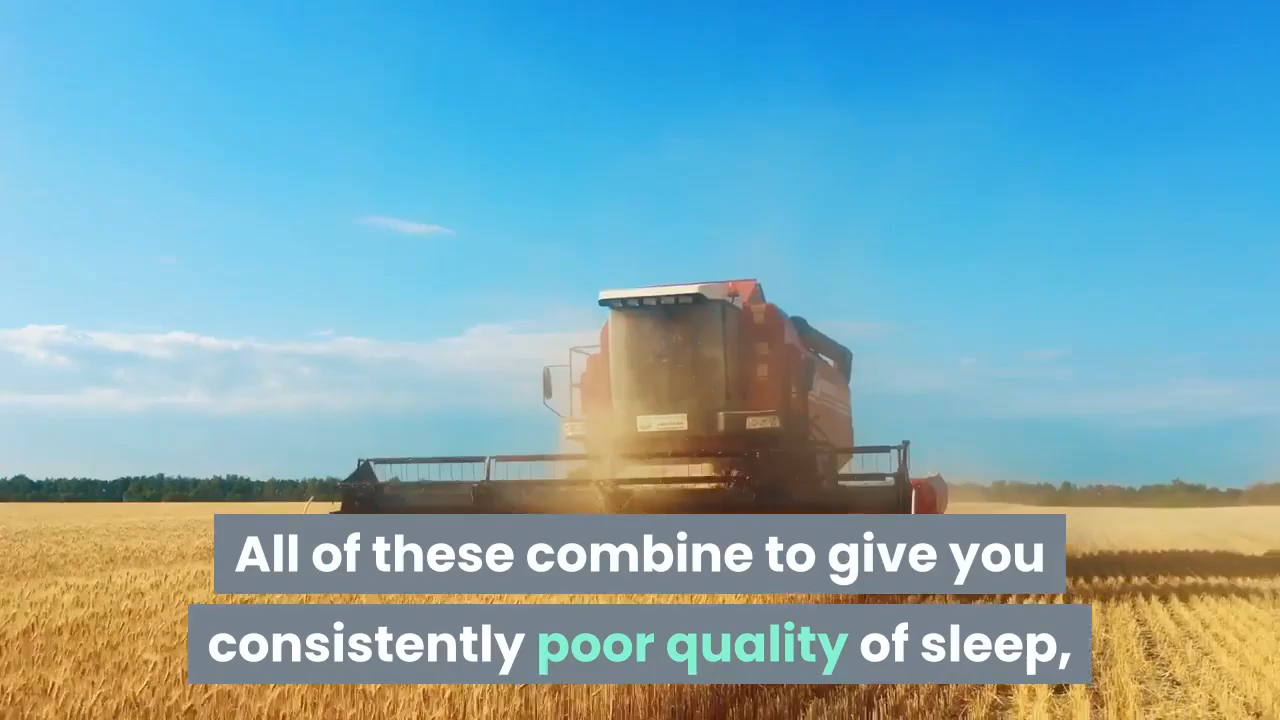 All of these combine to give you
consistently poor quality of sleep,